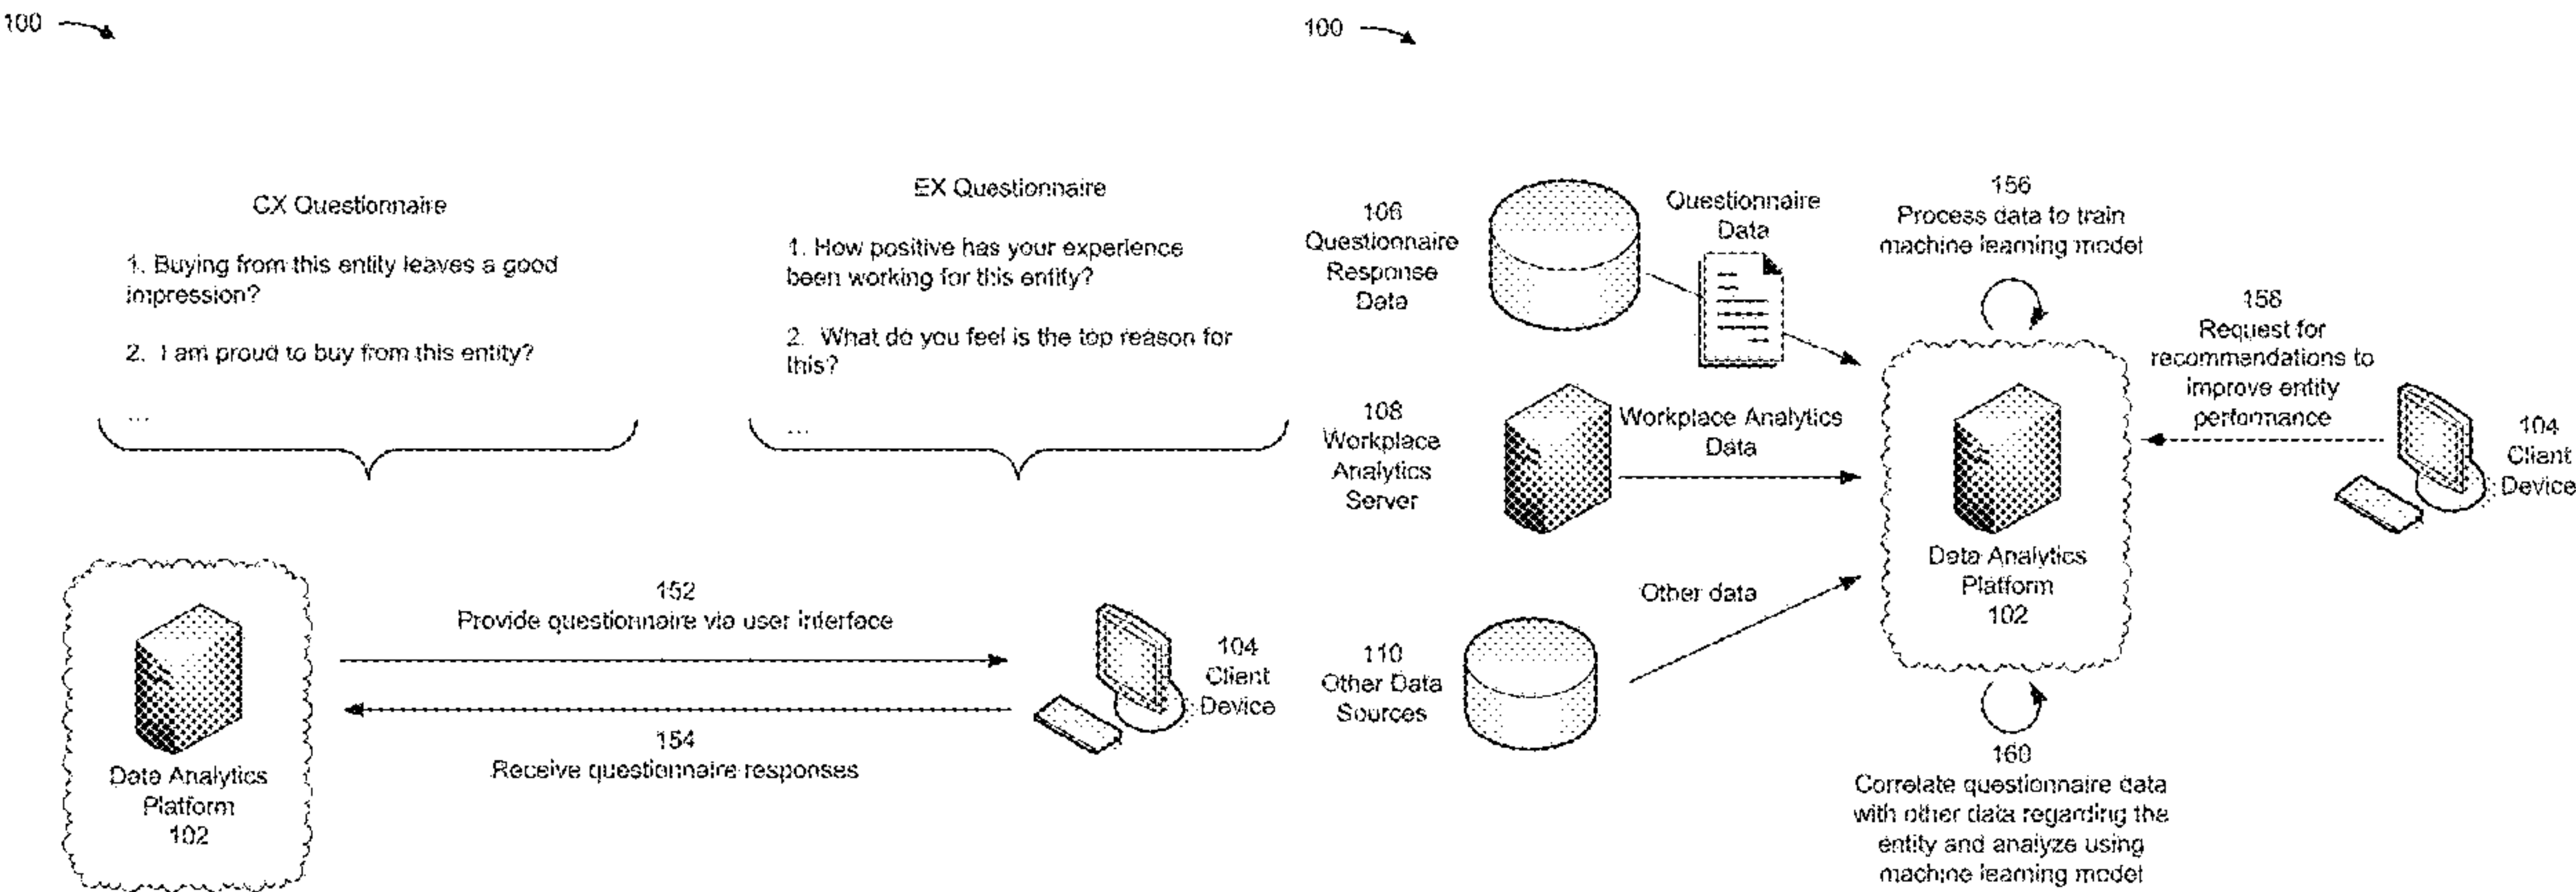 100
CX Questionnaire
1. Buying from this entity leaves a good
impression?
2. I am proud to buy from this entity?
...
EX Questionnaire
1. How positive has your experience
been working for this entity?
2. What do you feel is the top reason for
this?
...
Data Analytics
Platform
102
152
Provide questionnaire via user interface
154
Receive questionnaire responses
104
Client
Device
100
106
Questionnaire
Response
Data
Questionnaire
Data
108
Workplace
Analytics
Server
Workplace Analytics
Data
110
Other Data
Sources
Other data
156
Process data to train
machine learning model
Data Analytics
Platform
102
158
Request for
recommendations to
improve entity
performance
104
Client
Device
160
Correlate questionnaire data
with other data regarding the
entity and analyze using
machine learning model